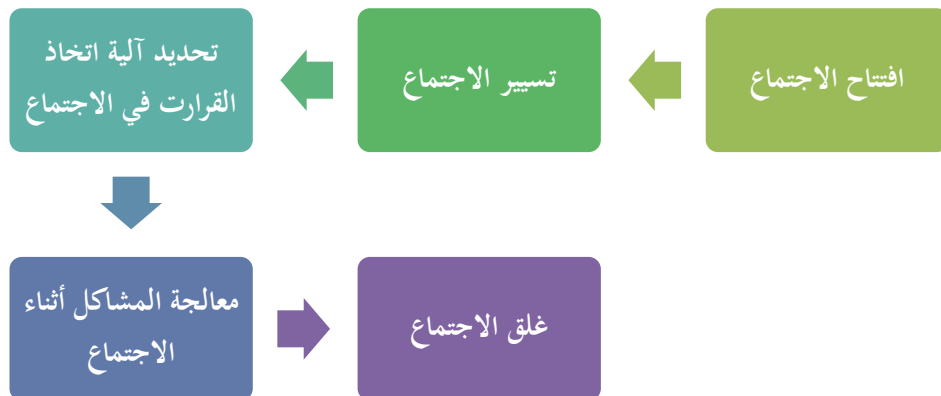 افتتاح الاجتماع
تسيير الاجتماع
تحديد آلية اتخاذ
القرارت في الاجتماع
معالجة المشاكل أثناء
الاجتماع
غلق الاجتماع